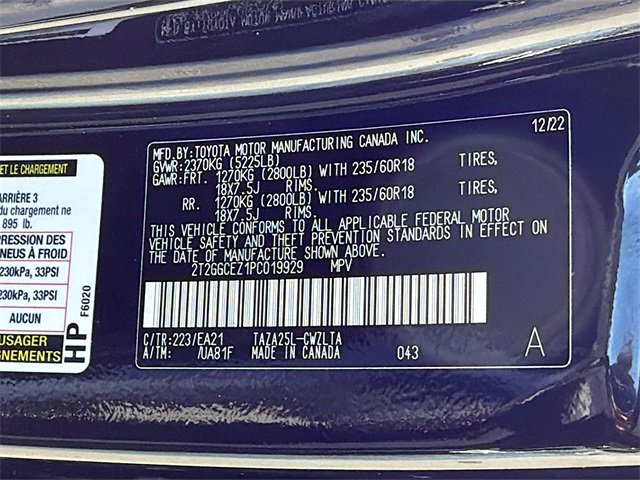 ET LE CHARGEMENT
ARRIÈRE 3
du chargement ne
895 lb.
PRESSION DES
PNEUS À FROID
230kPa, 33PSI
230kPa, 33PSI
AUCUN
USAGER
HP
F6020
12/22
MFD.BY:TOYOTA MOTOR MANUFACTURING CANADA INC.
GVWR:2370KG (5225LB)
GAWR:FRT. 1270KG (2800LB) WITH 235/60R18 TIRES,
18X7.5J RIMS.
RR. 1270KG (2800LB) WITH 235/60R18 TIRES,
18X7.5J RIMS.
THIS VEHICLE CONFORMS TO ALL APPLICABLE FEDERAL MOTOR
VEHICLE SAFETY AND THEFT PREVENTION STANDARDS IN EFFECT ON
THE DATE OF MANUFACTURE SHOWN ABOVE.
2T2GGCEZ1PC019929 MPV
C/TR:223/EA21 TAZA25L-CWZLTA
A/TM: /UA81F MADE IN CANADA 043 A